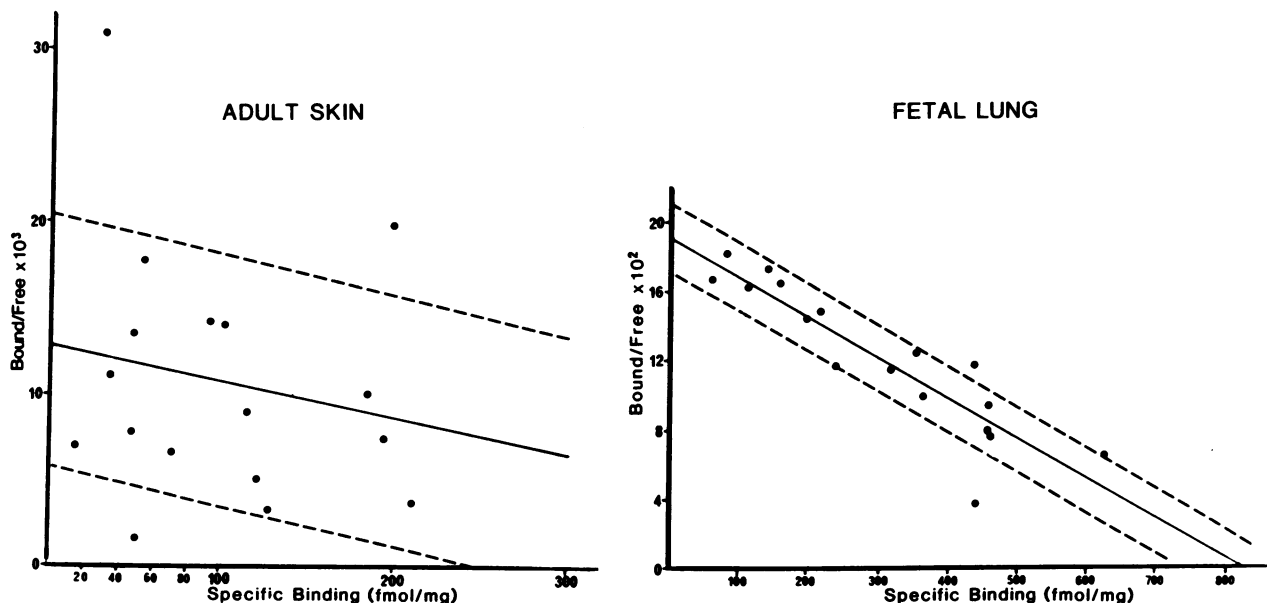 ADULT SKIN
Bound/Free x10³
30
20
10
0
20 40 60 80 100 200 300
Specific Binding (fmol/mg)
FETAL LUNG
Bound/Free x10²
20
16
12
8
4
0
100 200 300 400 500 600 700 800
Specific Binding (fmol/mg)